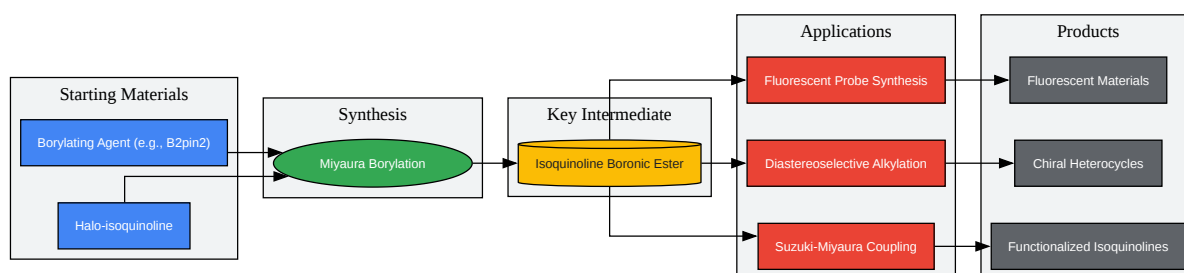 Starting Materials
Borylating Agent (e.g., B2pin2)
Halo-isoquinoline
Synthesis
Miyaura Borylation
Key Intermediate
Isoquinoline Boronic Ester
Applications
Fluorescent Probe Synthesis
Diastereoselective Alkylation
Suzuki-Miyaura Coupling
Products
Fluorescent Materials
Chiral Heterocycles
Functionalized Isoquinolines